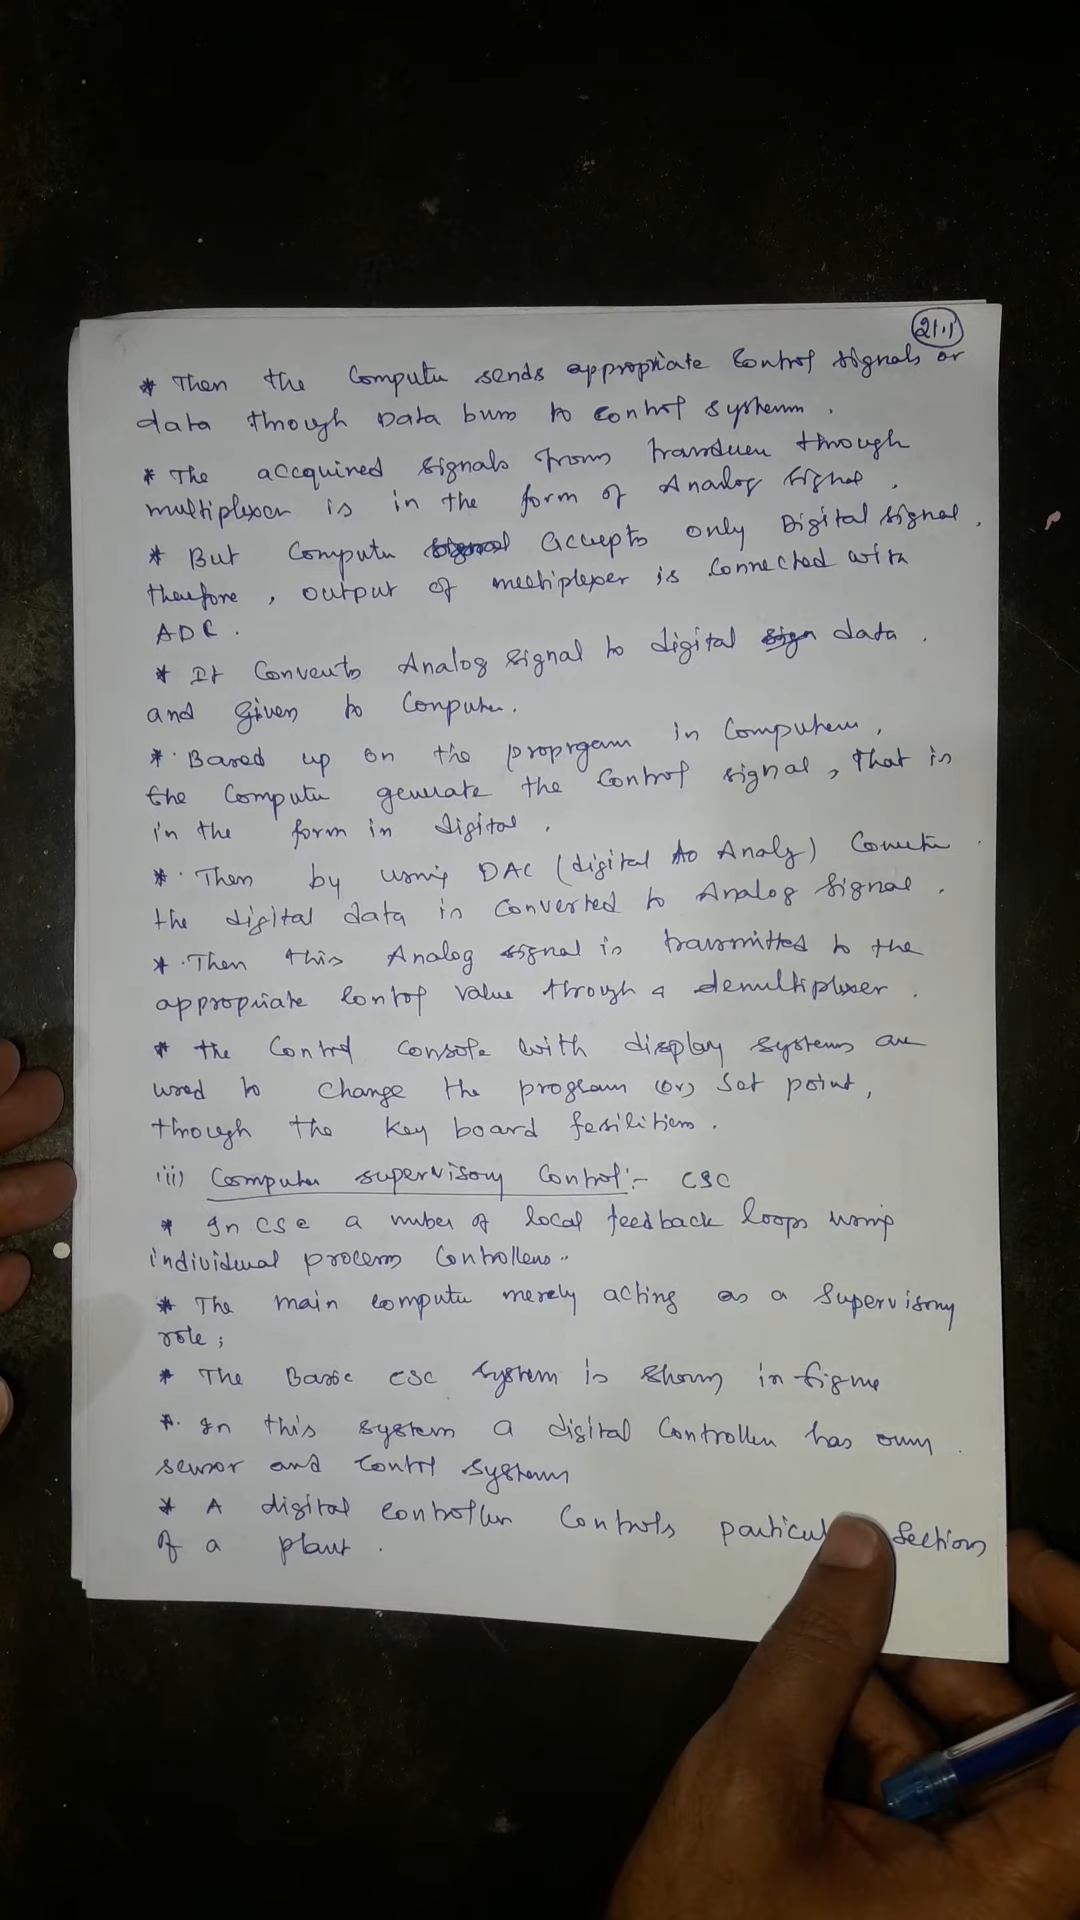 21.1
* Then the Computer sends appropriate Control signals or
data through Data buss to control systems.
* The accquired signals from transducer through
multiplexer is in the form of Analog signal.
* But Computer accepts only Digital signal.
therefore, output of multiplexer is connected with
ADC.
* It Converts Analog signal to digital data.
and given to Computer.
* Based up on the proprgam in Computer,
the Computer generate the Control signal, That is
in the form in digital.
* Then by using DAC (digital to Analg)
the digital data is converted to Analog signal.
* Then this Analog signal is transmitted to the
appropriate Control value through a demultiplexer.
* the Control console with display systems are
used to change the program (or) Set point,
through the key board fesilities.
iii) Computer supervisory Control:- CSC
* In CSC a nuber of local feedback loops using
individual process Controllers..
* The main computer merely acting as a Supervisory
role;
* The Basic CSC system is shown in figure
* In this system a digital Controller has own
sensor and Control systems
* A digital controller Controls Section
of a plant.